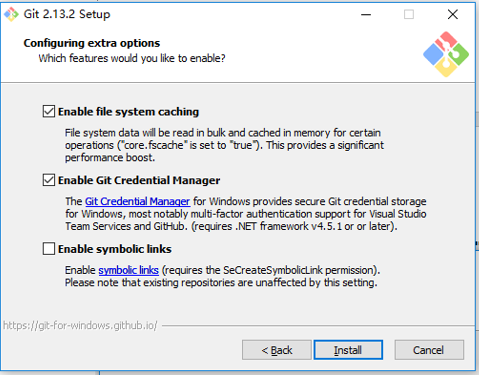 Git 2.13.2 Setup
Configuring extra options
Which features would you like to enable?
Enable file system caching
File system data will be read in bulk and cached in memory for certain
operations ("core.fscache" is set to "true"). This provides a significant
performance boost.
Enable Git Credential Manager
The Git Credential Manager for Windows provides secure Git credential storage
for Windows, most notably multi-factor authentication support for Visual Studio
Team Services and GitHub. (requires .NET framework v4.5.1 or or later).
Enable symbolic links
Enable symbolic links (requires the SeCreateSymbolicLink permission).
Please note that existing repositories are unaffected by this setting.
https://git-for-windows.github.io/
< Back
Install
Cancel